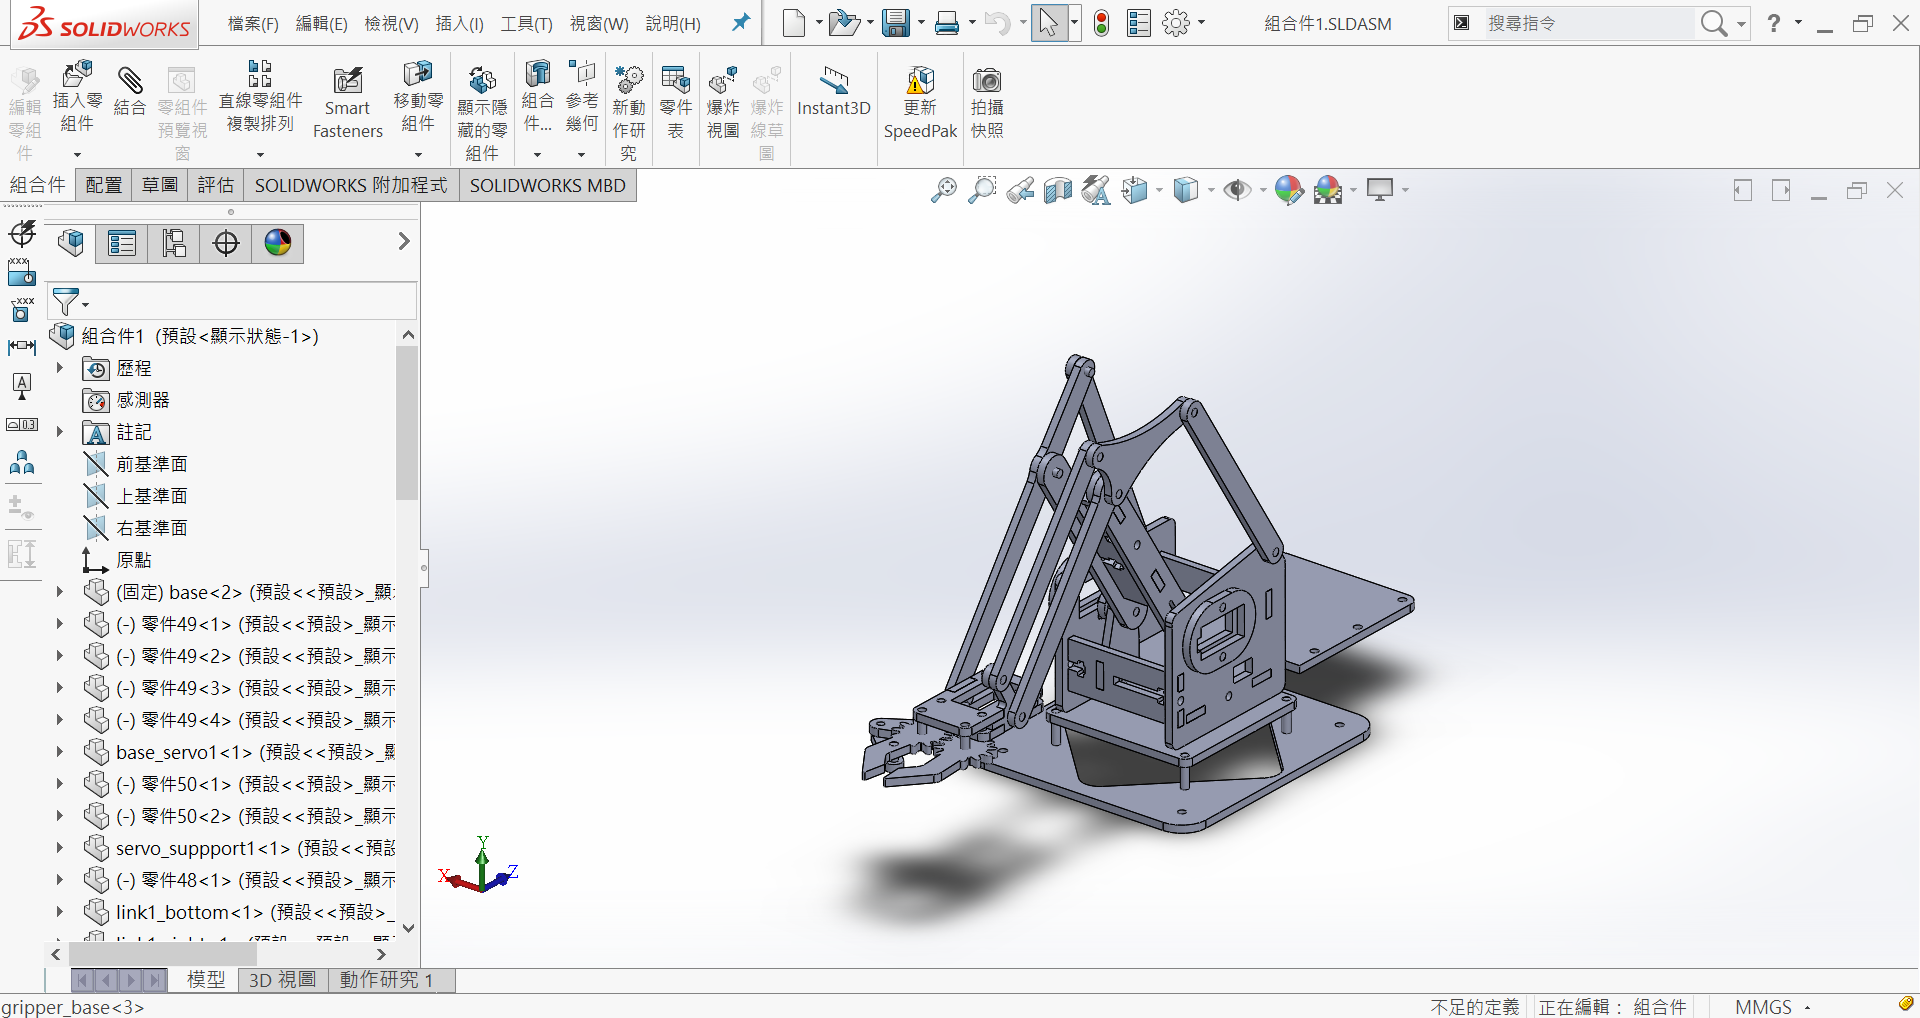 SOLIDWORKS
檔案(F) 編輯(E) 檢視(V) 插入(I) 工具(T) 視窗(W) 說明(H)
組合件1.SLDASM
搜尋指令
?
編輯零組件
插入零組件
結合
零組件預覽視窗
直線零組件複製排列
Smart Fasteners
移動零組件
顯示隱藏的零組件
組合件...
參考幾何
新動作研究
零件表
爆炸視圖
爆炸線草圖
Instant3D
更新 SpeedPak
拍攝快照
組合件 配置 草圖 評估 SOLIDWORKS 附加程式 SOLIDWORKS MBD
組合件1 (預設<顯示狀態-1>)
歷程
感測器
註記
前基準面
上基準面
右基準面
原點
(固定) base<2> (預設<<預設>_顯
(-) 零件49<1> (預設<<預設>_顯示
(-) 零件49<2> (預設<<預設>_顯示
(-) 零件49<3> (預設<<預設>_顯示
(-) 零件49<4> (預設<<預設>_顯示
base_servo1<1> (預設<<預設>_顯
(-) 零件50<1> (預設<<預設>_顯示
(-) 零件50<2> (預設<<預設>_顯示
servo_suppport1<1> (預設<<預設
(-) 零件48<1> (預設<<預設>_顯示
link1_bottom<1> (預設<<預設>_
X Y Z
模型 3D 視圖 動作研究 1
gripper_base<3>
不足的定義 正在編輯： 組合件 MMGS